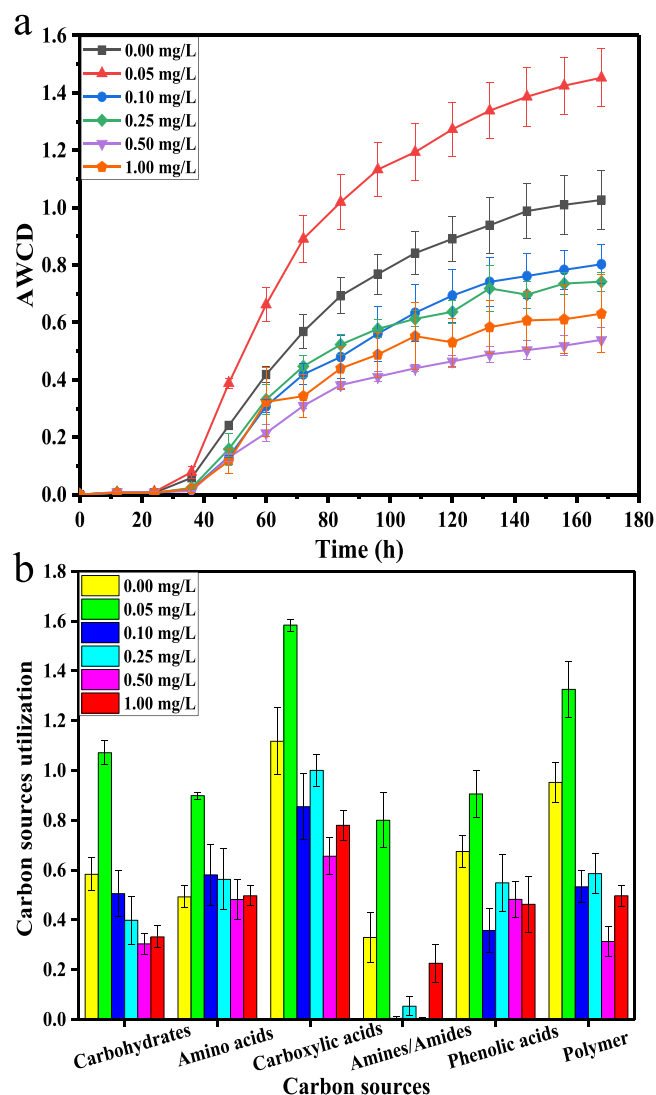 a
1.6
1.4
1.2
1.0
0.8
0.6
0.4
0.2
0.0
AWCD
0.00 mg/L
0.05 mg/L
0.10 mg/L
0.25 mg/L
0.50 mg/L
1.00 mg/L
0 20 40 60 80 100 120 140 160 180
Time (h)
b
1.8
1.6
1.4
1.2
1.0
0.8
0.6
0.4
0.2
0.0
Carbon sources utilization
0.00 mg/L
0.05 mg/L
0.10 mg/L
0.25 mg/L
0.50 mg/L
1.00 mg/L
Carbohydrates Amino acids Carboxylic acids Amines/Amides Phenolic acids Polymer
Carbon sources